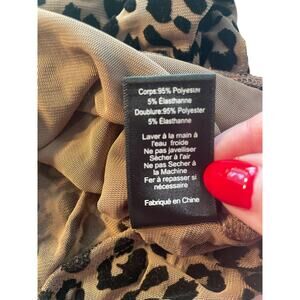 Corps:95% Polyester
5% Élasthanne
Doublure:95% Polyester
5% Élasthanne
Laver à la main à
l'eau froide
Ne pas javelliser
Sécher à l'air
Ne pas Secher à
la Machine
Fer à repasser si
nécessaire
Fabriqué en Chine